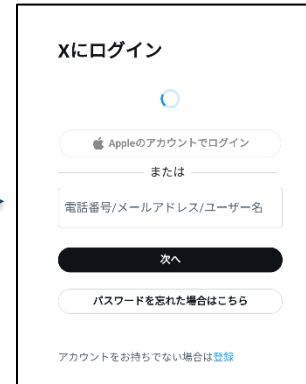 Xにログイン
Appleのアカウントでログイン
または
電話番号/メールアドレス/ユーザー名
次へ
パスワードを忘れた場合はこちら
アカウントをお持ちでない場合は登録